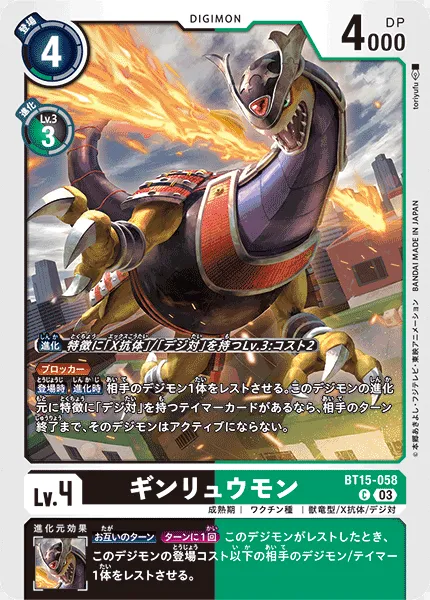 登場
4
DIGIMON
DP
4000
進化
Lv.3
3
toriyufu
BANDAI MADE IN JAPAN
©本郷あきよし・フジテレビ・東映アニメーション
進化 特徴に「X抗体」/「デジ対」を持つLv.3:コスト2
ブロッカー
登場時 進化時 相手のデジモン1体をレストさせる。このデジモンの進化
元に特徴に「デジ対」を持つテイマーカードがあるなら、相手のターン
終了まで、そのデジモンはアクティブにならない。
BT15-058
C 03
Lv.4
ギンリュウモン
成熟期 | ワクチン種 | 獣竜型/X抗体/デジ対
進化元効果
お互いのターン ターンに1回 このデジモンがレストしたとき、
このデジモンの登場コスト以下の相手のデジモン/テイマー
1体をレストさせる。